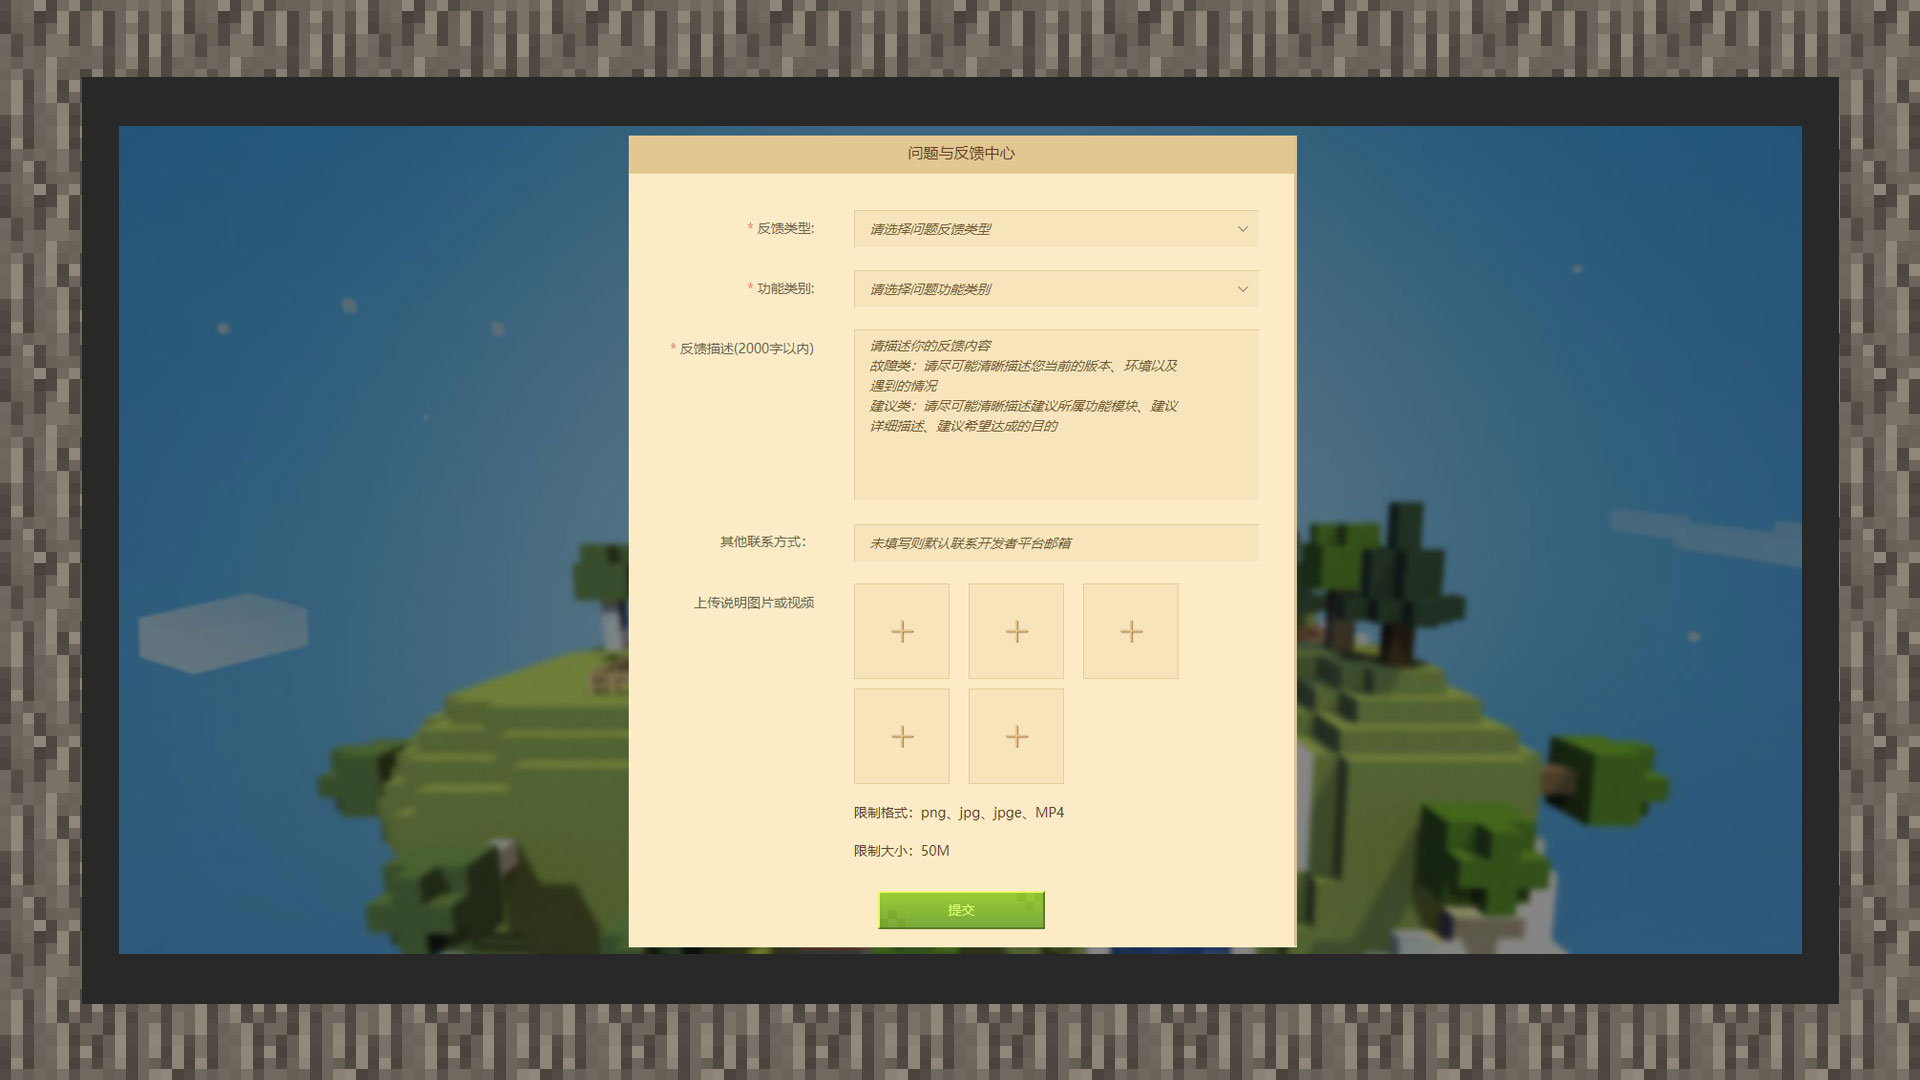 问题与反馈中心
* 反馈类型:
请选择问题反馈类型
* 功能类别:
请选择问题功能类别
* 反馈描述(2000字以内)
请描述你的反馈内容
故障类：请尽可能清晰描述您当前的版本、环境以及
遇到的情况
建议类：请尽可能清晰描述建议所属功能模块、建议
详细描述、建议希望达成的目的
其他联系方式：
未填写则默认联系开发者平台邮箱
上传说明图片或视频
限制格式：png、jpg、jpge、MP4
限制大小：50M
提交